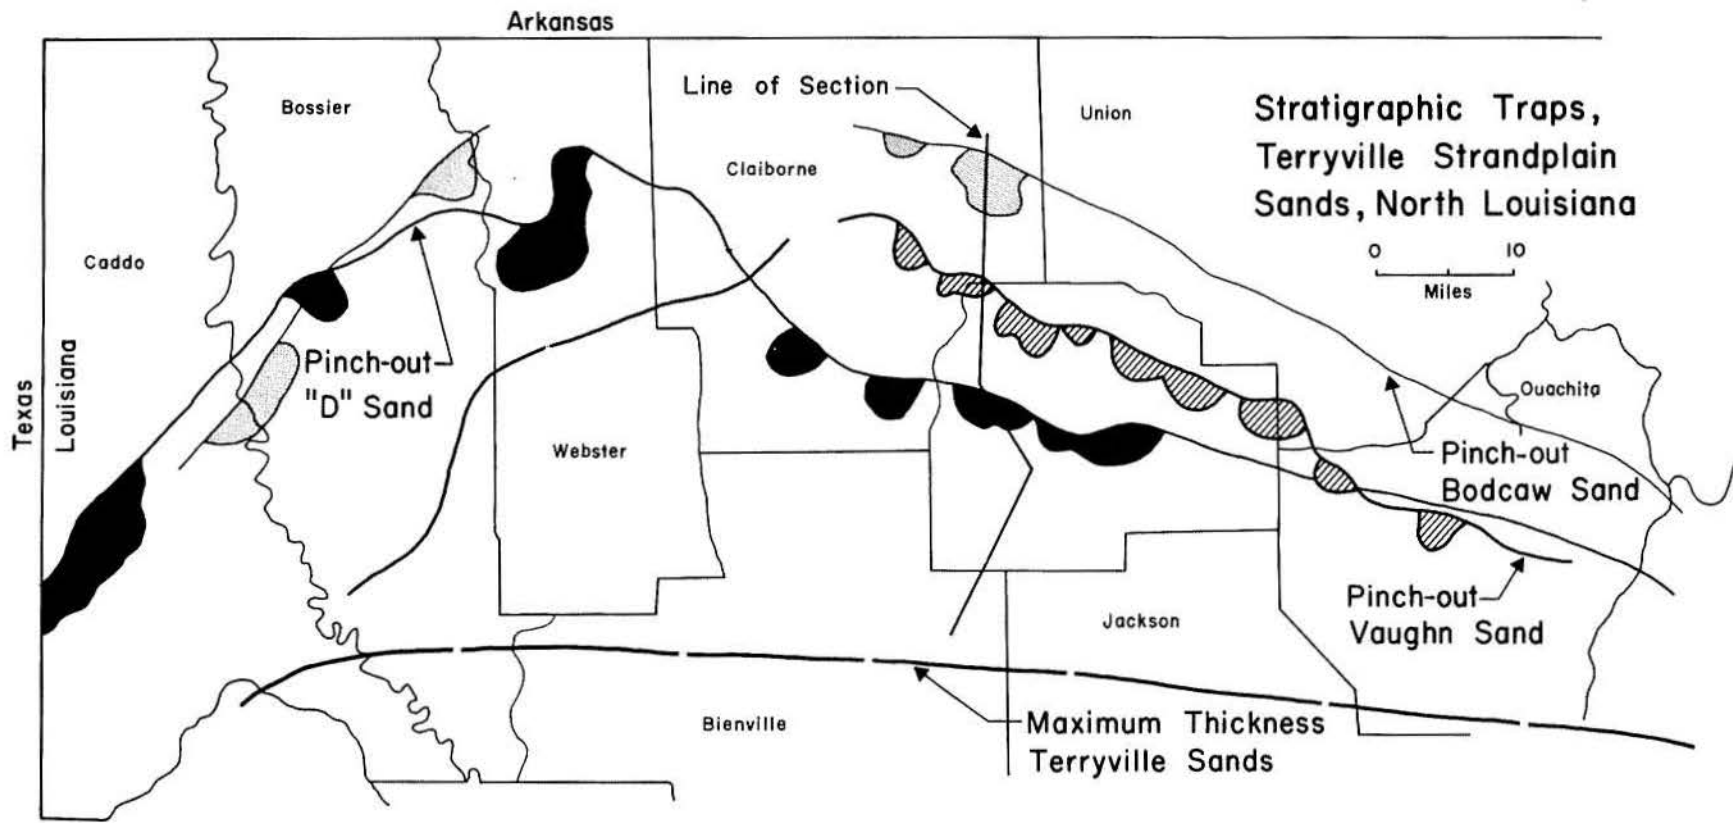 Arkansas
Bossier
Line of Section
Union
Stratigraphic Traps,
Terryville Strandplain
Sands, North Louisiana
0 10
Miles
Claiborne
Caddo
Texas
Louisiana
Pinch-out
"D" Sand
Webster
Ouachita
Pinch-out
Bodcaw Sand
Pinch-out
Vaughn Sand
Jackson
Bienville
Maximum Thickness
Terryville Sands